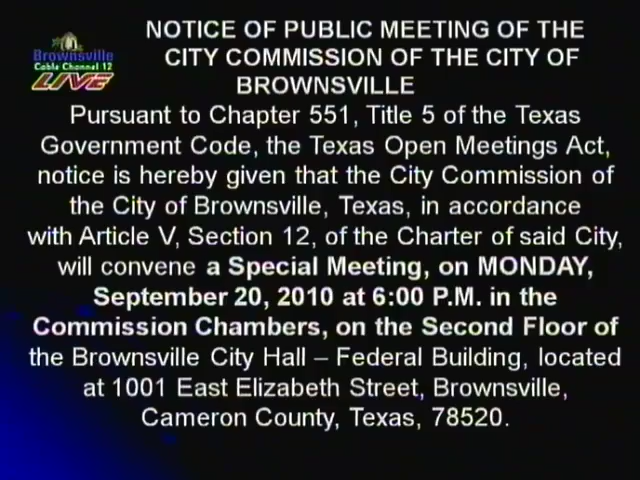 Brownsville
Cable Channel 12
LIVE
NOTICE OF PUBLIC MEETING OF THE
CITY COMMISSION OF THE CITY OF
BROWNSVILLE
Pursuant to Chapter 551, Title 5 of the Texas
Government Code, the Texas Open Meetings Act,
notice is hereby given that the City Commission of
the City of Brownsville, Texas, in accordance
with Article V, Section 12, of the Charter of said City,
will convene a Special Meeting, on MONDAY,
September 20, 2010 at 6:00 P.M. in the
Commission Chambers, on the Second Floor of
the Brownsville City Hall – Federal Building, located
at 1001 East Elizabeth Street, Brownsville,
Cameron County, Texas, 78520.